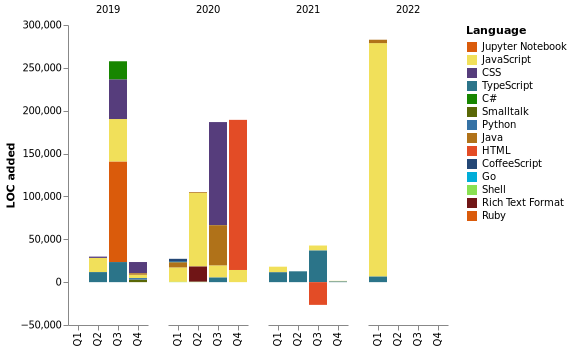 2019 2020 2021 2022
LOC added
300,000
250,000
200,000
150,000
100,000
50,000
0
−50,000
Q1 Q2 Q3 Q4 Q1 Q2 Q3 Q4 Q1 Q2 Q3 Q4 Q1 Q2 Q3 Q4
Language
Jupyter Notebook
JavaScript
CSS
TypeScript
C#
Smalltalk
Python
Java
HTML
CoffeeScript
Go
Shell
Rich Text Format
Ruby